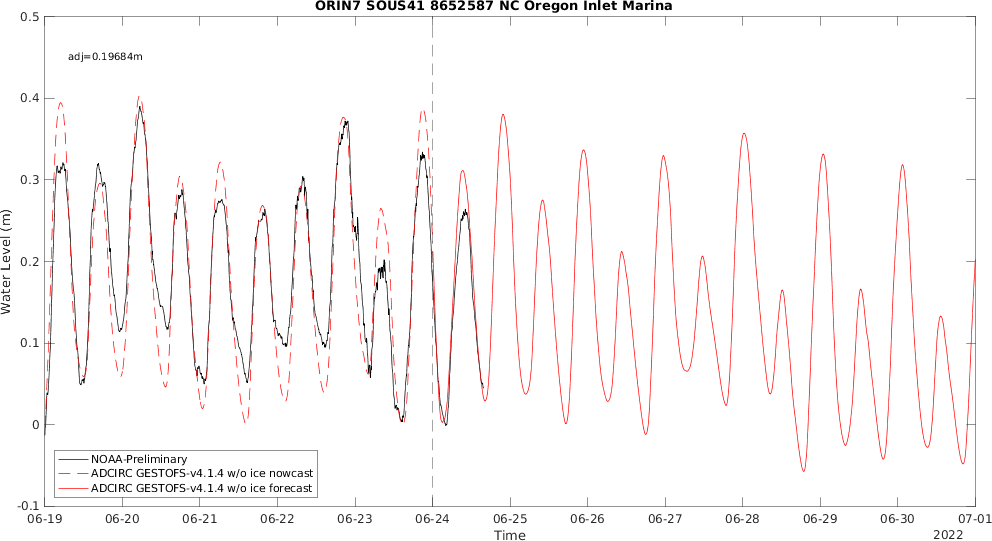 ORIN7 SOUS41 8652587 NC Oregon Inlet Marina
adj=0.19684m
Water Level (m)
0.5
0.4
0.3
0.2
0.1
0
-0.1
NOAA-Preliminary
ADCIRC GESTOFS-v4.1.4 w/o ice nowcast
ADCIRC GESTOFS-v4.1.4 w/o ice forecast
06-19 06-20 06-21 06-22 06-23 06-24 06-25 06-26 06-27 06-28 06-29 06-30 07-01
Time
2022